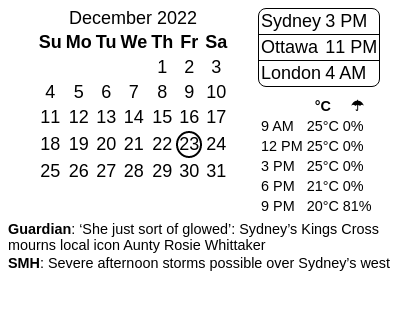 December 2022
Su Mo Tu We Th Fr Sa
1 2 3
4 5 6 7 8 9 10
11 12 13 14 15 16 17
18 19 20 21 22 23 24
25 26 27 28 29 30 31
Sydney 3 PM
Ottawa 11 PM
London 4 AM
°C ☂
9 AM 25°C 0%
12 PM 25°C 0%
3 PM 25°C 0%
6 PM 21°C 0%
9 PM 20°C 81%
Guardian: ‘She just sort of glowed’: Sydney’s Kings Cross
mourns local icon Aunty Rosie Whittaker
SMH: Severe afternoon storms possible over Sydney’s west